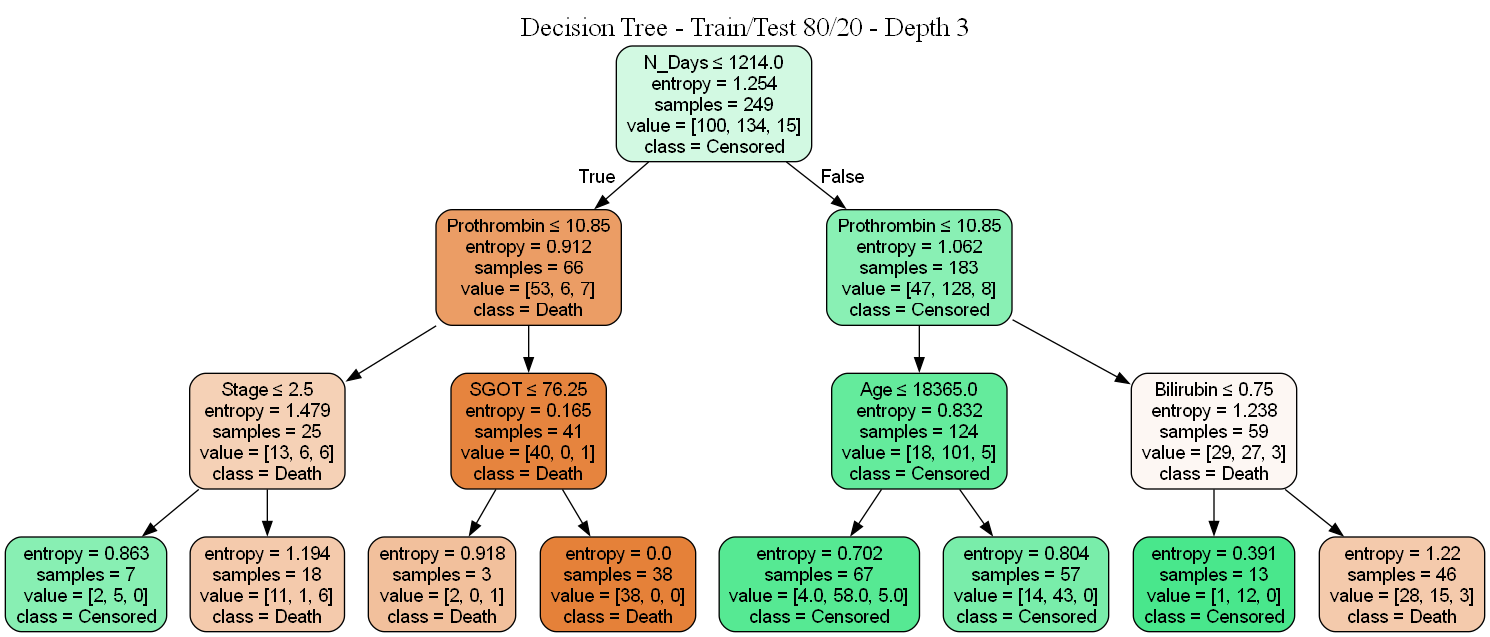 Decision Tree - Train/Test 80/20 - Depth 3
N_Days ≤ 1214.0
entropy = 1.254
samples = 249
value = [100, 134, 15]
class = Censored
True
False
Prothrombin ≤ 10.85
entropy = 0.912
samples = 66
value = [53, 6, 7]
class = Death
Prothrombin ≤ 10.85
entropy = 1.062
samples = 183
value = [47, 128, 8]
class = Censored
Stage ≤ 2.5
entropy = 1.479
samples = 25
value = [13, 6, 6]
class = Death
SGOT ≤ 76.25
entropy = 0.165
samples = 41
value = [40, 0, 1]
class = Death
Age ≤ 18365.0
entropy = 0.832
samples = 124
value = [18, 101, 5]
class = Censored
Bilirubin ≤ 0.75
entropy = 1.238
samples = 59
value = [29, 27, 3]
class = Death
entropy = 0.863
samples = 7
value = [2, 5, 0]
class = Censored
entropy = 1.194
samples = 18
value = [11, 1, 6]
class = Death
entropy = 0.918
samples = 3
value = [2, 0, 1]
class = Death
entropy = 0.0
samples = 38
value = [38, 0, 0]
class = Death
entropy = 0.702
samples = 67
value = [4.0, 58.0, 5.0]
class = Censored
entropy = 0.804
samples = 57
value = [14, 43, 0]
class = Censored
entropy = 0.391
samples = 13
value = [1, 12, 0]
class = Censored
entropy = 1.22
samples = 46
value = [28, 15, 3]
class = Death